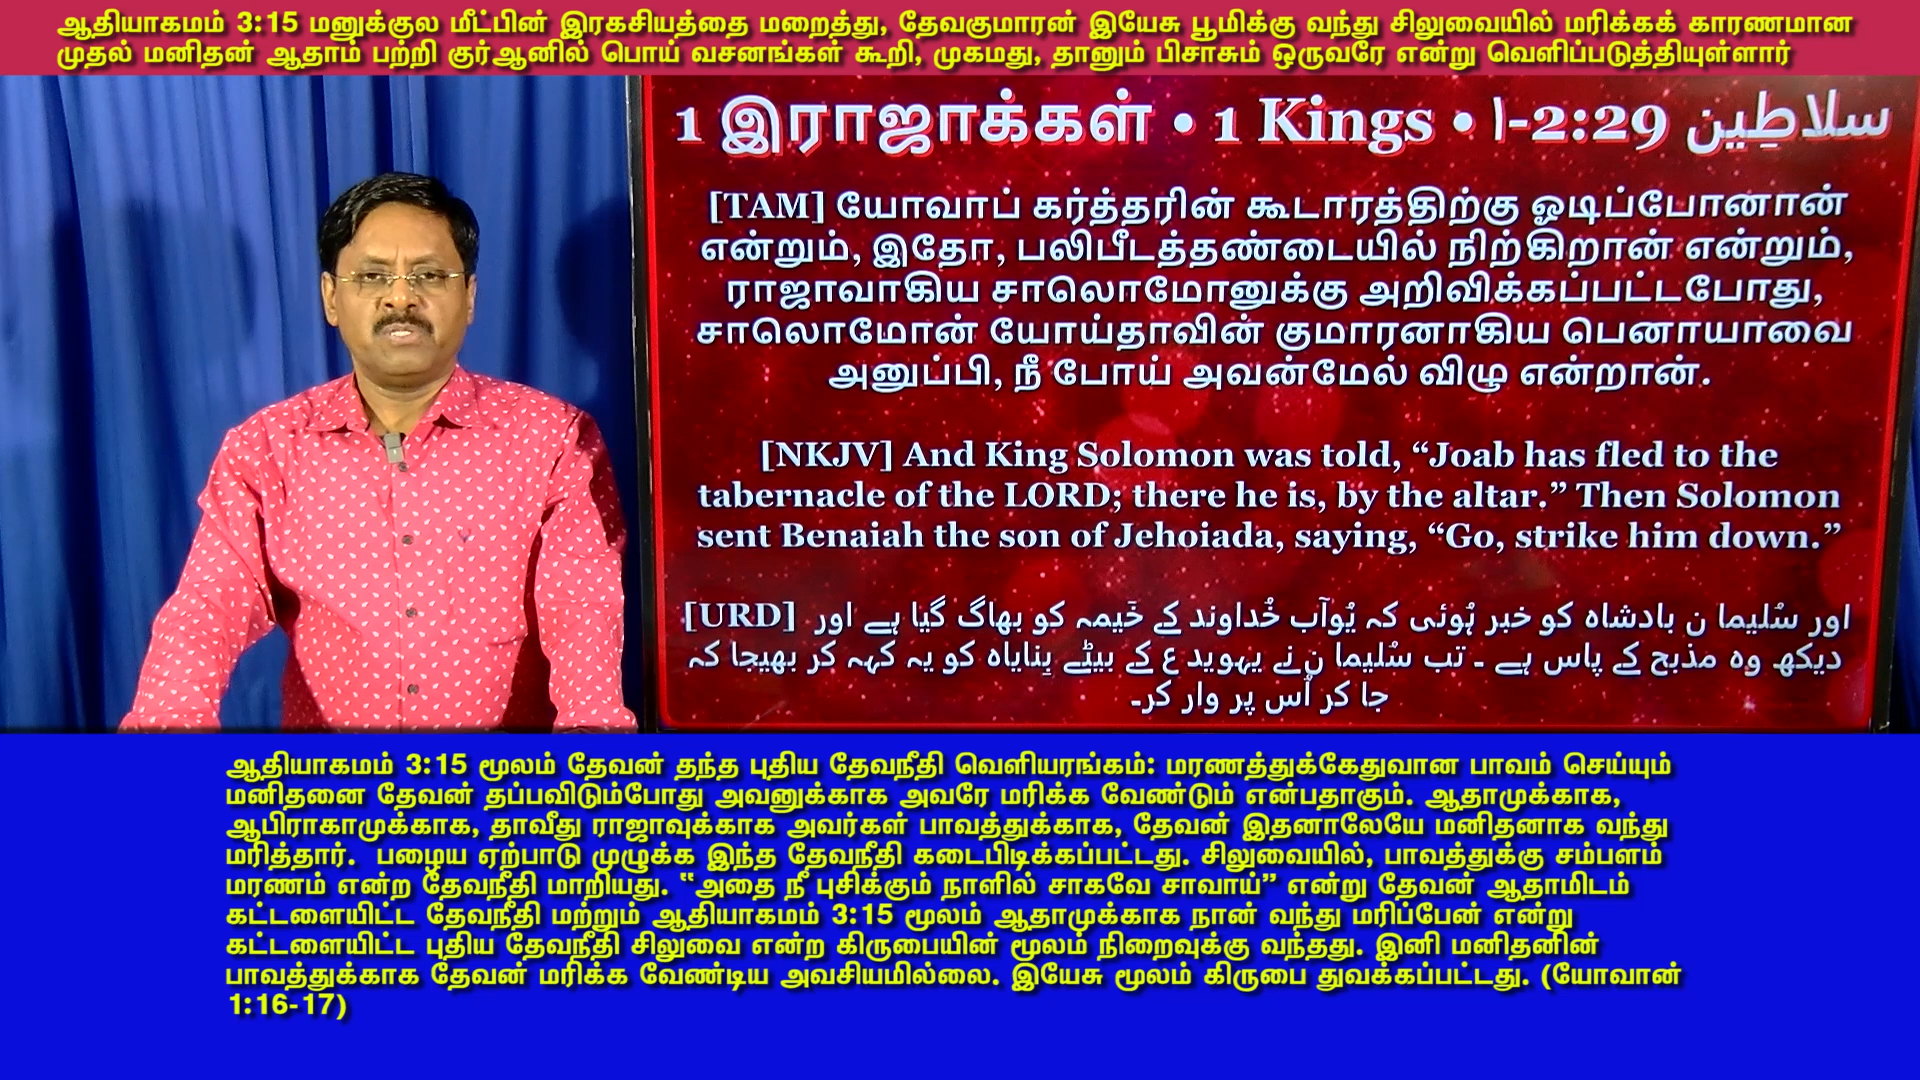 ஆதியாகமம் 3:15 மனுக்குல மீட்பின் இரகசியத்தை மறைத்து, தேவகுமாரன் இயேசு பூமிக்கு வந்து சிலுவையில் மரிக்கக் காரணமான
முதல் மனிதன் ஆதாம் பற்றி குர்ஆனில் பொய் வசனங்கள் கூறி, முகமது, தானும் பிசாசும் ஒருவரே என்று வெளிப்படுத்தியுள்ளார்
1 இராஜாக்கள் • 1 Kings • ۱-سلاطِین 2:29
[TAM] யோவாப் கர்த்தரின் கூடாரத்திற்கு ஓடிப்போனான்
என்றும், இதோ, பலிபீடத்தண்டையில் நிற்கிறான் என்றும்,
ராஜாவாகிய சாலொமோனுக்கு அறிவிக்கப்பட்டபோது,
சாலொமோன் யோய்தாவின் குமாரனாகிய பெனாயாவை
அனுப்பி, நீ போய் அவன்மேல் விழு என்றான்.
[NKJV] And King Solomon was told, “Joab has fled to the
tabernacle of the LORD; there he is, by the altar.” Then Solomon
sent Benaiah the son of Jehoiada, saying, “Go, strike him down.”
[URD] اور سُلیما ن بادشاہ کو خبر ہُوئی کہ یُوآب خُداوند کے خَیمہ کو بھاگ گیا ہے اور
دیکھ وہ مذبح کے پاس ہے ۔ تب سُلیما ن نے یہوید ع کے بیٹے بِنایاہ کو یہ کہہ کر بھیجا کہ
جا کر اُس پر وار کر۔
ஆதியாகமம் 3:15 மூலம் தேவன் தந்த புதிய தேவநீதி வெளியரங்கம்: மரணத்துக்கேதுவான பாவம் செய்யும்
மனிதனை தேவன் தப்பவிடும்போது அவனுக்காக அவரே மரிக்க வேண்டும் என்பதாகும். ஆதாமுக்காக,
ஆபிராகாமுக்காக, தாவீது ராஜாவுக்காக அவர்கள் பாவத்துக்காக, தேவன் இதனாலேயே மனிதனாக வந்து
மரித்தார். பழைய ஏற்பாடு முழுக்க இந்த தேவநீதி கடைபிடிக்கப்பட்டது. சிலுவையில், பாவத்துக்கு சம்பளம்
மரணம் என்ற தேவநீதி மாறியது. “அதை நீ புசிக்கும் நாளில் சாகவே சாவாய்” என்று தேவன் ஆதாமிடம்
கட்டளையிட்ட தேவநீதி மற்றும் ஆதியாகமம் 3:15 மூலம் ஆதாமுக்காக நான் வந்து மரிப்பேன் என்று
கட்டளையிட்ட புதிய தேவநீதி சிலுவை என்ற கிருபையின் மூலம் நிறைவுக்கு வந்தது. இனி மனிதனின்
பாவத்துக்காக தேவன் மரிக்க வேண்டிய அவசியமில்லை. இயேசு மூலம் கிருபை துவக்கப்பட்டது. (யோவான்
1:16-17)